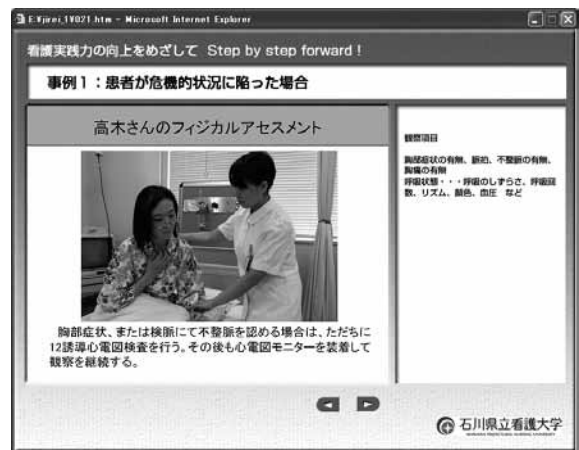 E:¥jirei_1¥021.htm - Microsoft Internet Explorer
看護実践力の向上をめざして Step by step forward !
事例1：患者が危機的状況に陥った場合
高木さんのフィジカルアセスメント
胸部症状、または検脈にて不整脈を認める場合は、ただちに
12誘導心電図検査を行う。その後も心電図モニターを装着して
観察を継続する。
観察項目
胸部症状の有無、脈拍、不整脈の有無、
胸痛の有無
呼吸状態・・・呼吸のしずらさ、呼吸回
数、リズム、顔色、血圧 など
石川県立看護大学